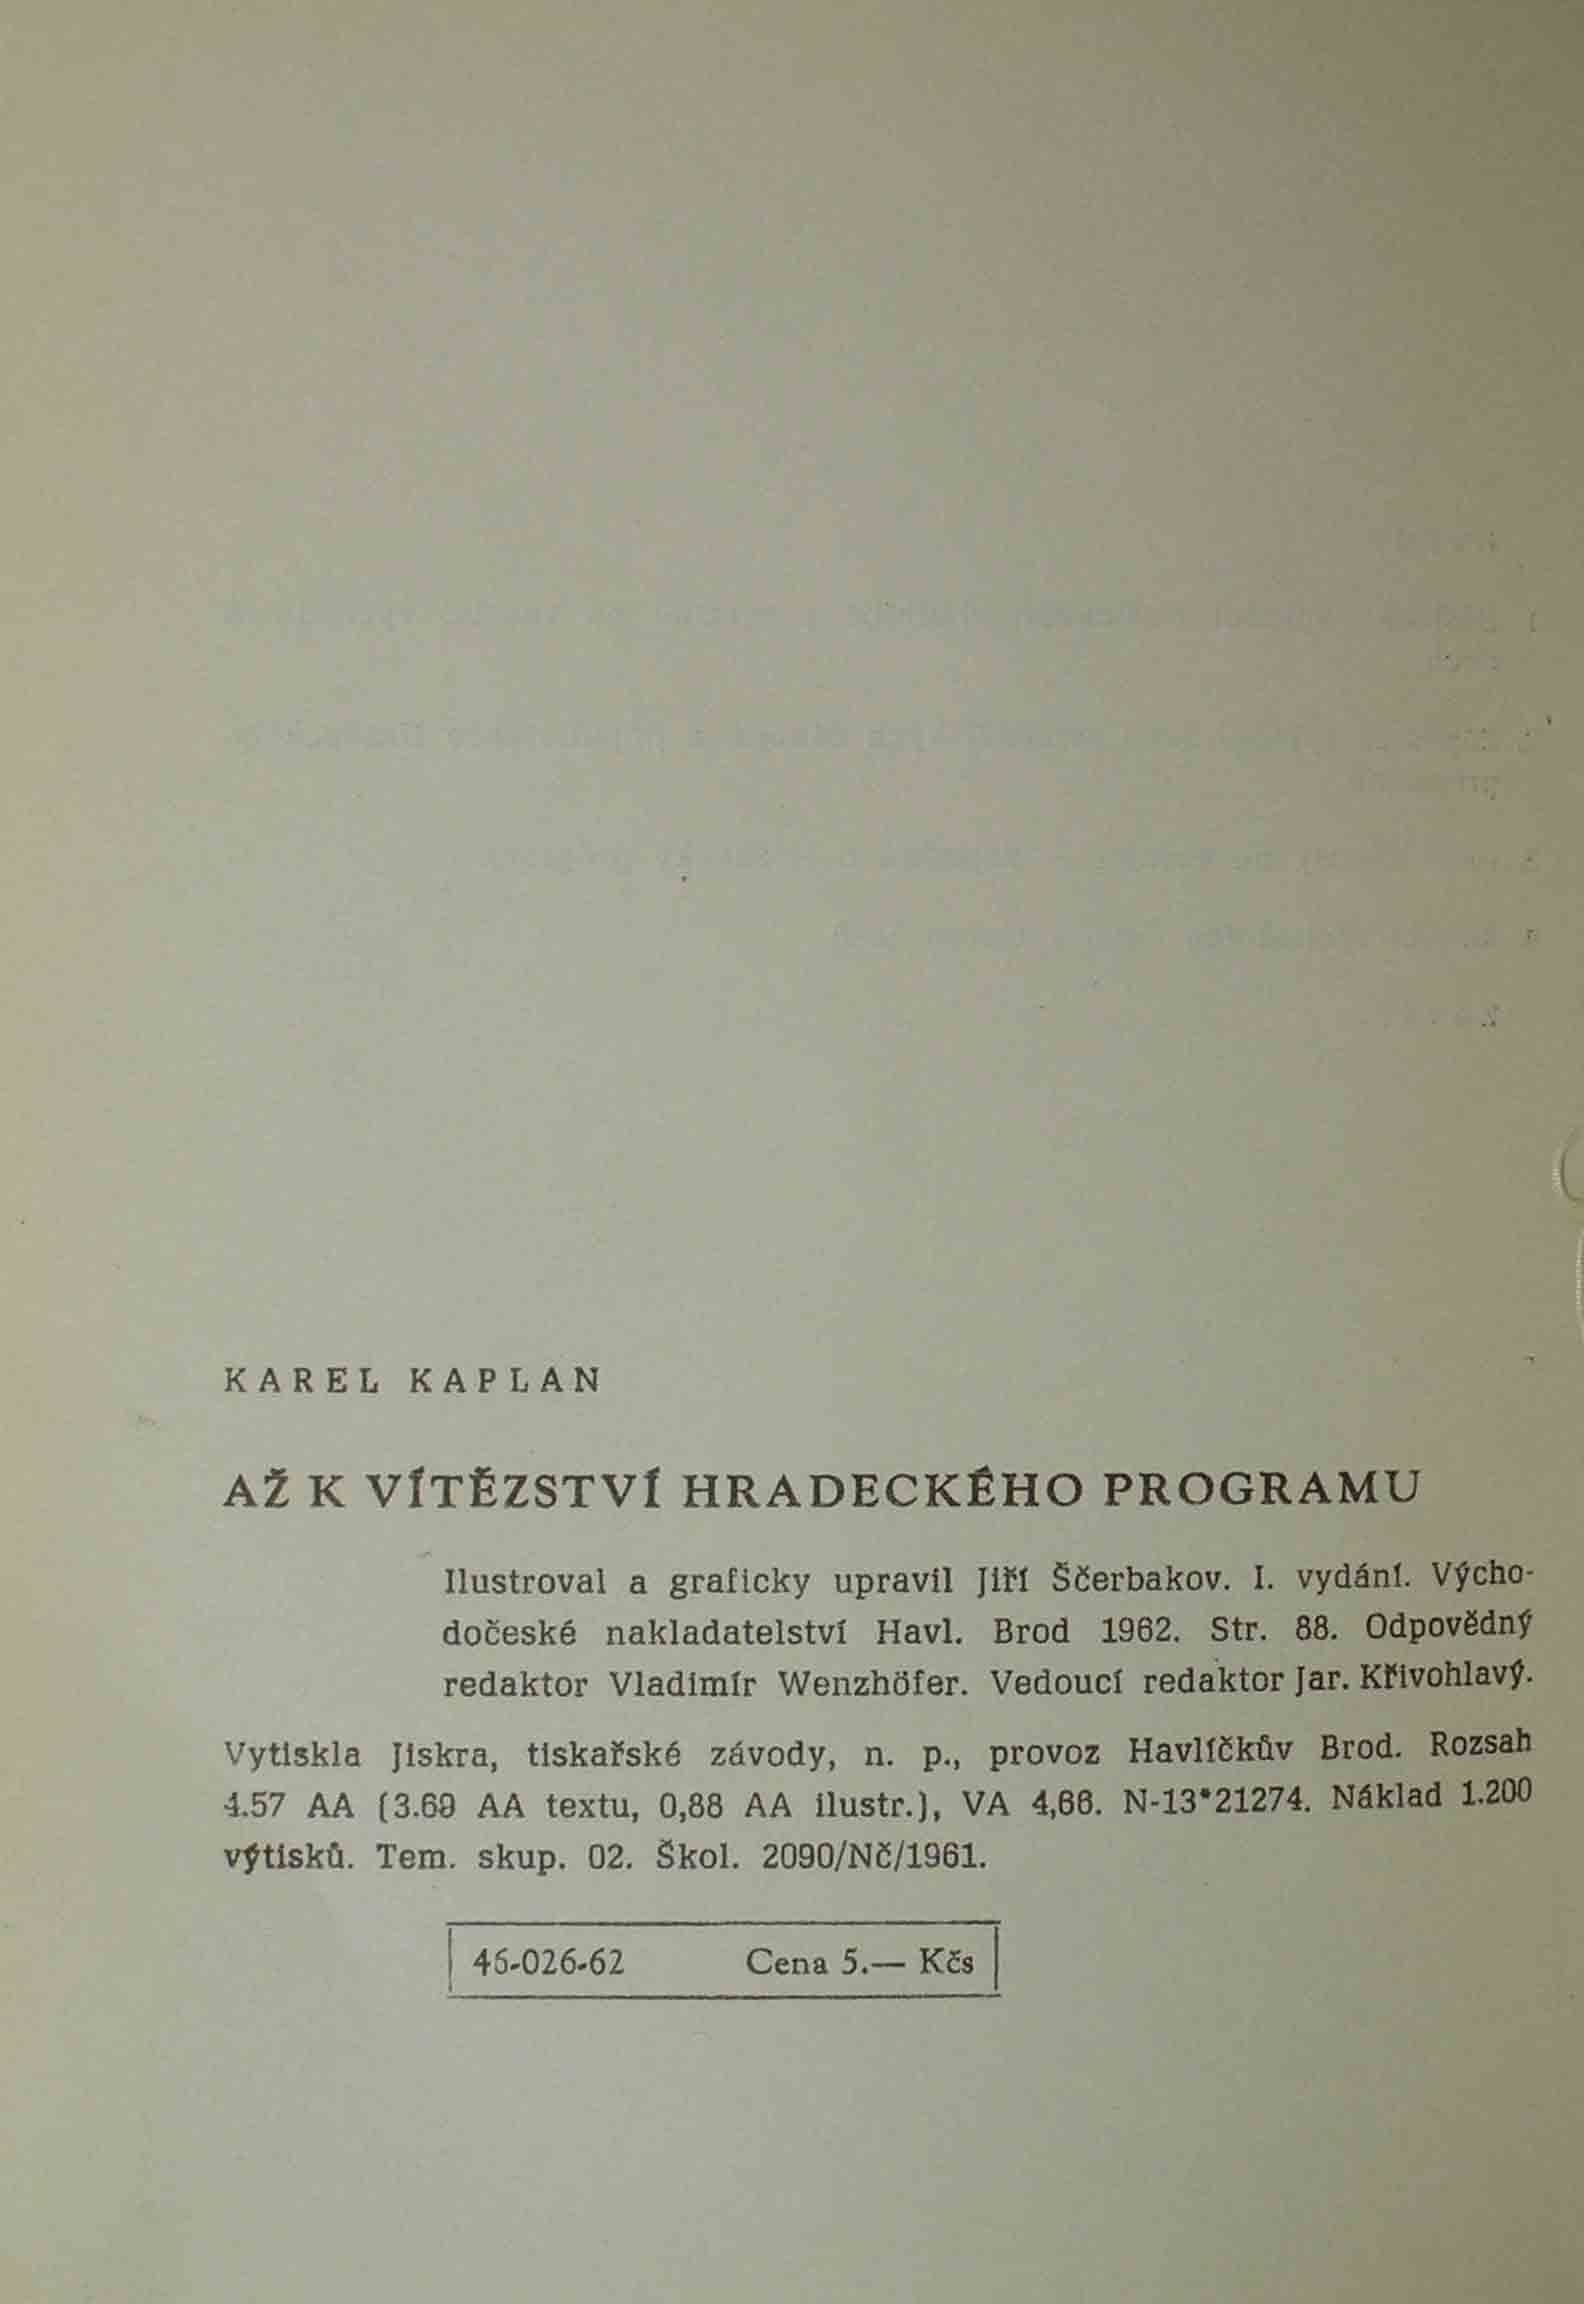 KAREL KAPLAN
AŽ K VÍTĚZSTVÍ HRADECKÉHO PROGRAMU
Ilustroval a graficky upravil Jiří Ščerbakov. I. vydání. Výcho-
dočeské nakladatelství Havl. Brod 1962. Str. 88. Odpovědný
redaktor Vladimír Wenzhöfer. Vedoucí redaktor Jar. Křivohlavý.
Vytiskla Jiskra, tiskařské závody, n. p., provoz Havlíčkův Brod. Rozsah
4.57 AA (3.69 AA textu, 0,88 AA ilustr.), VA 4,66. N-13*21274. Náklad 1.200
výtisků. Tem. skup. 02. Škol. 2090/Nč/1961.
46-026-62 Cena 5.— Kčs